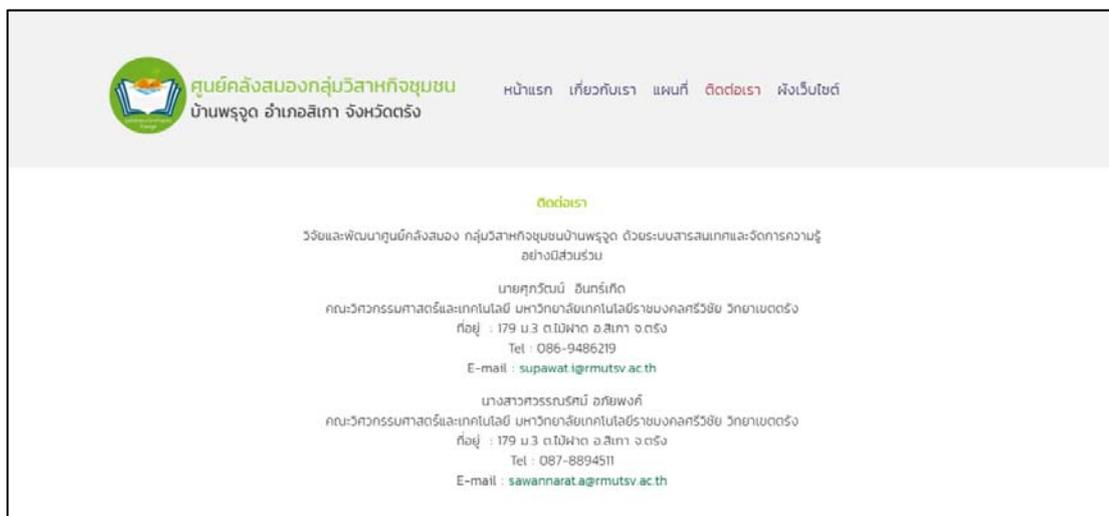 ศูนย์คลังสมองกลุ่มวิสาหกิจชุมชน
บ้านพรุจูด อำเภอสิเกา จังหวัดตรัง
หน้าแรก เกี่ยวกับเรา แผนที่ ติดต่อเรา ผังเว็บไซต์
ติดต่อเรา
วิจัยและพัฒนาศูนย์คลังสมอง กลุ่มวิสาหกิจชุมชนบ้านพรุจูด ด้วยระบบสารสนเทศและจัดการความรู้
อย่างมีส่วนร่วม
นายศุภวัฒน์ อินทร์เกิด
คณะวิศวกรรมศาสตร์และเทคโนโลยี มหาวิทยาลัยเทคโนโลยีราชมงคลศรีวิชัย วิทยาเขตตรัง
ที่อยู่ : 179 ม.3 ต.ไม้ฝาด อ.สิเกา จ.ตรัง
Tel : 086-9486219
E-mail : supawat.i@rmutsv.ac.th
นางสาวศวรรณรัศม์ อภัยพงค์
คณะวิศวกรรมศาสตร์และเทคโนโลยี มหาวิทยาลัยเทคโนโลยีราชมงคลศรีวิชัย วิทยาเขตตรัง
ที่อยู่ : 179 ม.3 ต.ไม้ฝาด อ.สิเกา จ.ตรัง
Tel : 087-8894511
E-mail : sawannarat.a@rmutsv.ac.th